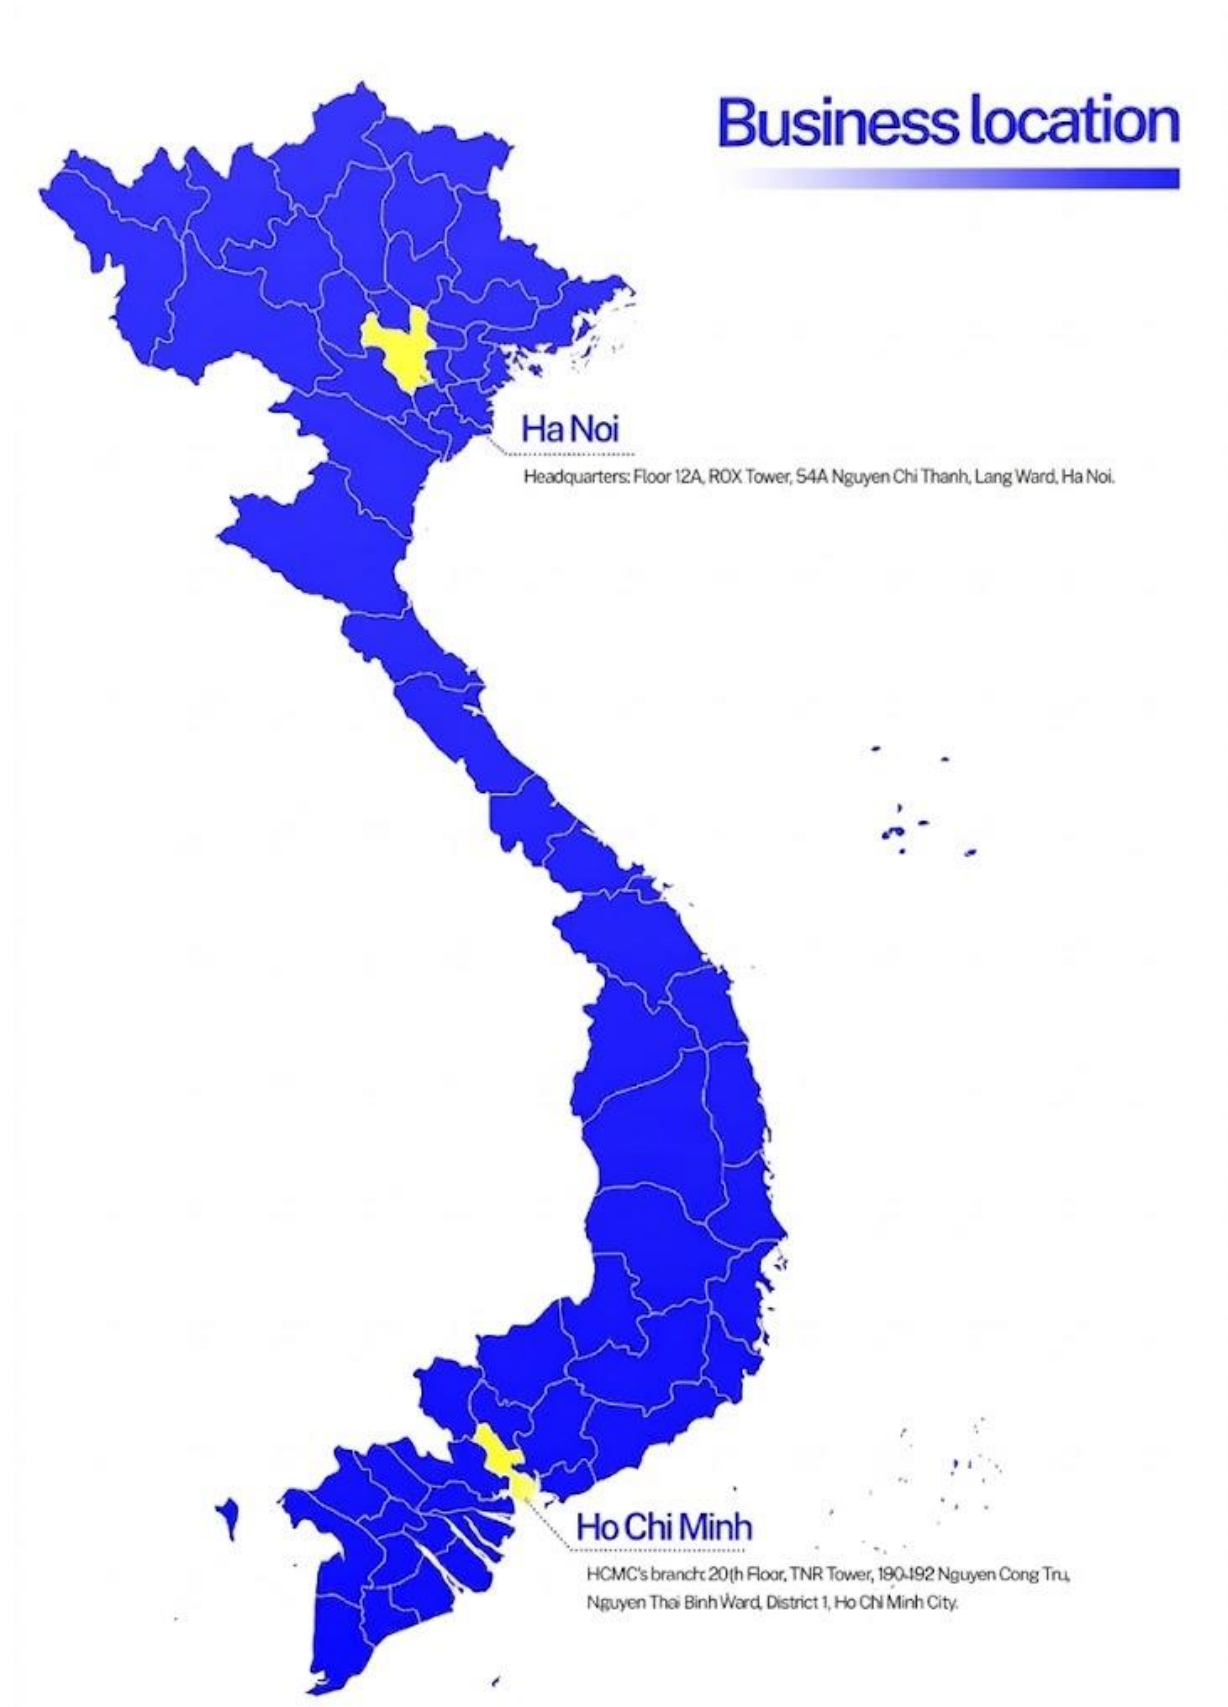 Business location
Ha Noi
Headquarters: Floor 12A, ROX Tower, 54A Nguyen Chi Thanh, Lang Ward, Ha Noi.
Ho Chi Minh
HCMC's branch: 20th Floor, TNR Tower, 180-192 Nguyen Cong Tru,
Nguyen Thai Binh Ward, District 1, Ho Chi Minh City.